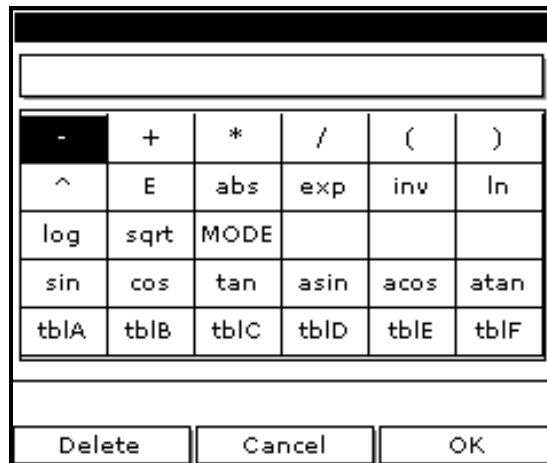 - + * / ( )
^ E abs exp inv ln
log sqrt MODE
sin cos tan asin acos atan
tblA tblB tblC tblD tblE tblF
Delete Cancel OK